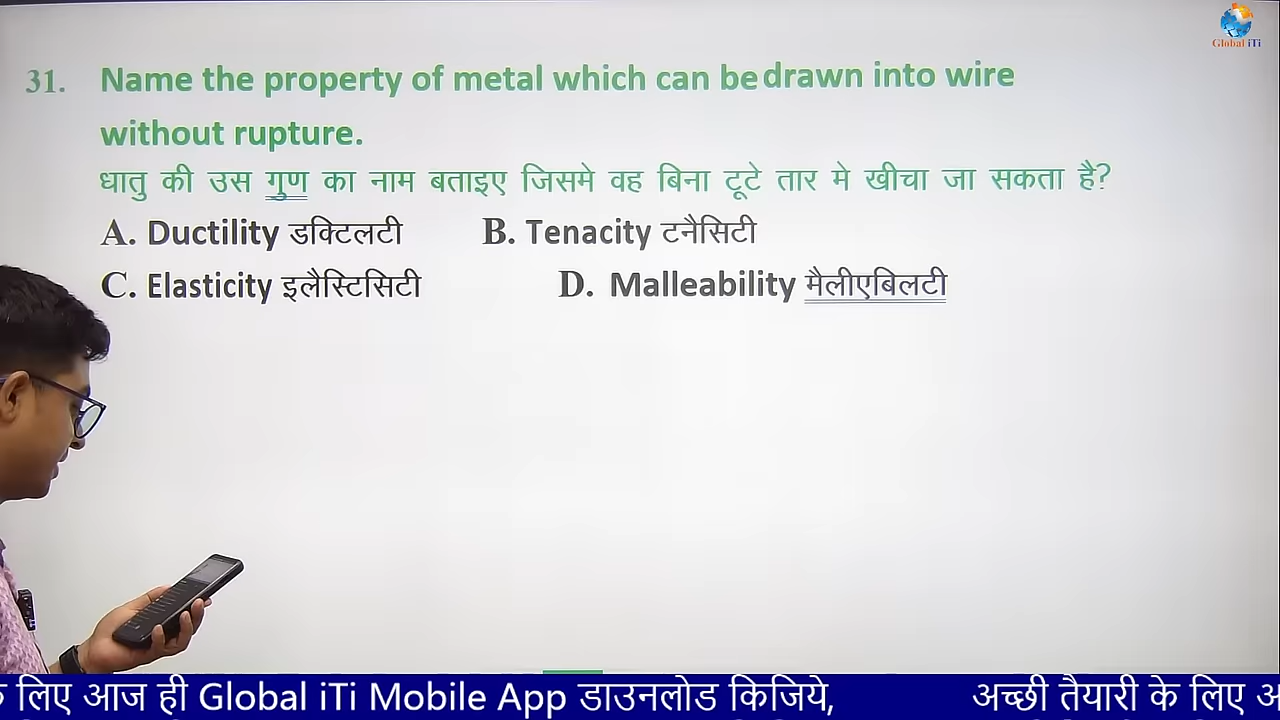 Global iTi
31. Name the property of metal which can be drawn into wire
without rupture.
धातु की उस गुण का नाम बताइए जिसमे वह बिना टूटे तार मे खीचा जा सकता है?
A. Ductility डक्टिलटी B. Tenacity टनैसिटी
C. Elasticity इलैस्टिसिटी D. Malleability मैलीएबिलटी
लिए आज ही Global iTi Mobile App डाउनलोड किजिये, अच्छी तैयारी के लिए